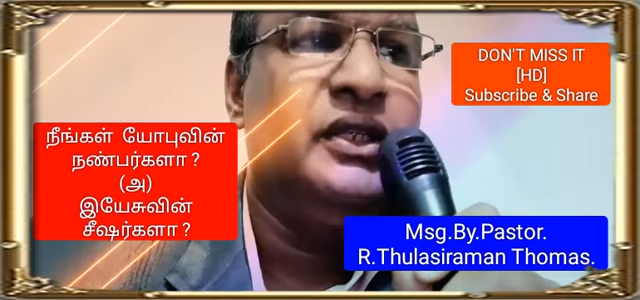 DON'T MISS IT
[HD]
Subscribe & Share
நீங்கள் யோபுவின்
நண்பர்களா ?
(அ)
இயேசுவின்
சீஷர்களா ?
Msg.By.Pastor.
R.Thulasiraman Thomas.